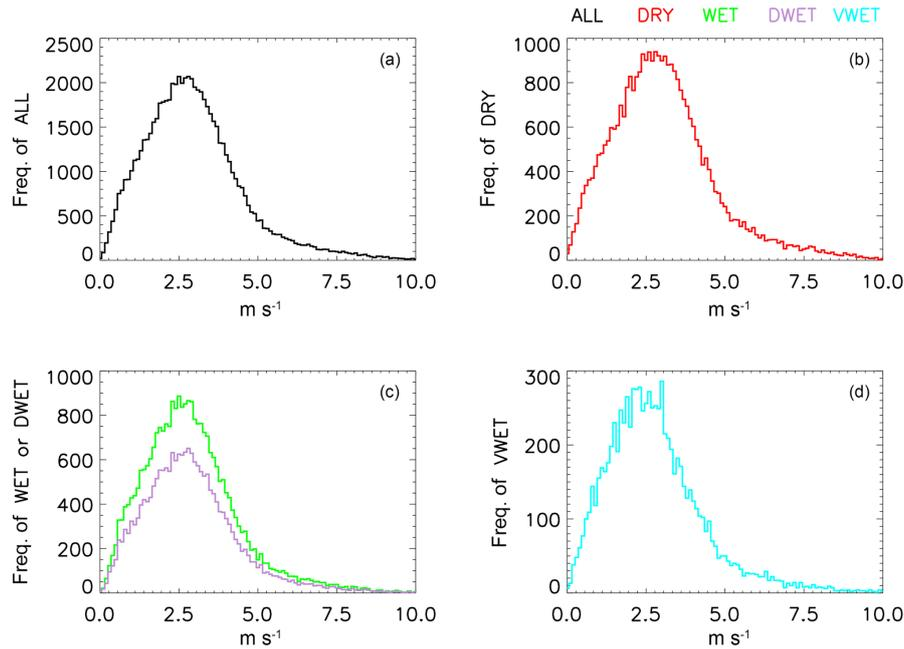 ALL DRY WET DWET VWET
(a)
Freq. of ALL
2500
2000
1500
1000
500
0
0.0 2.5 5.0 7.5 10.0
m s-1
(b)
Freq. of DRY
1000
800
600
400
200
0
0.0 2.5 5.0 7.5 10.0
m s-1
(c)
Freq. of WET or DWET
1000
800
600
400
200
0
0.0 2.5 5.0 7.5 10.0
m s-1
(d)
Freq. of VWET
300
200
100
0
0.0 2.5 5.0 7.5 10.0
m s-1